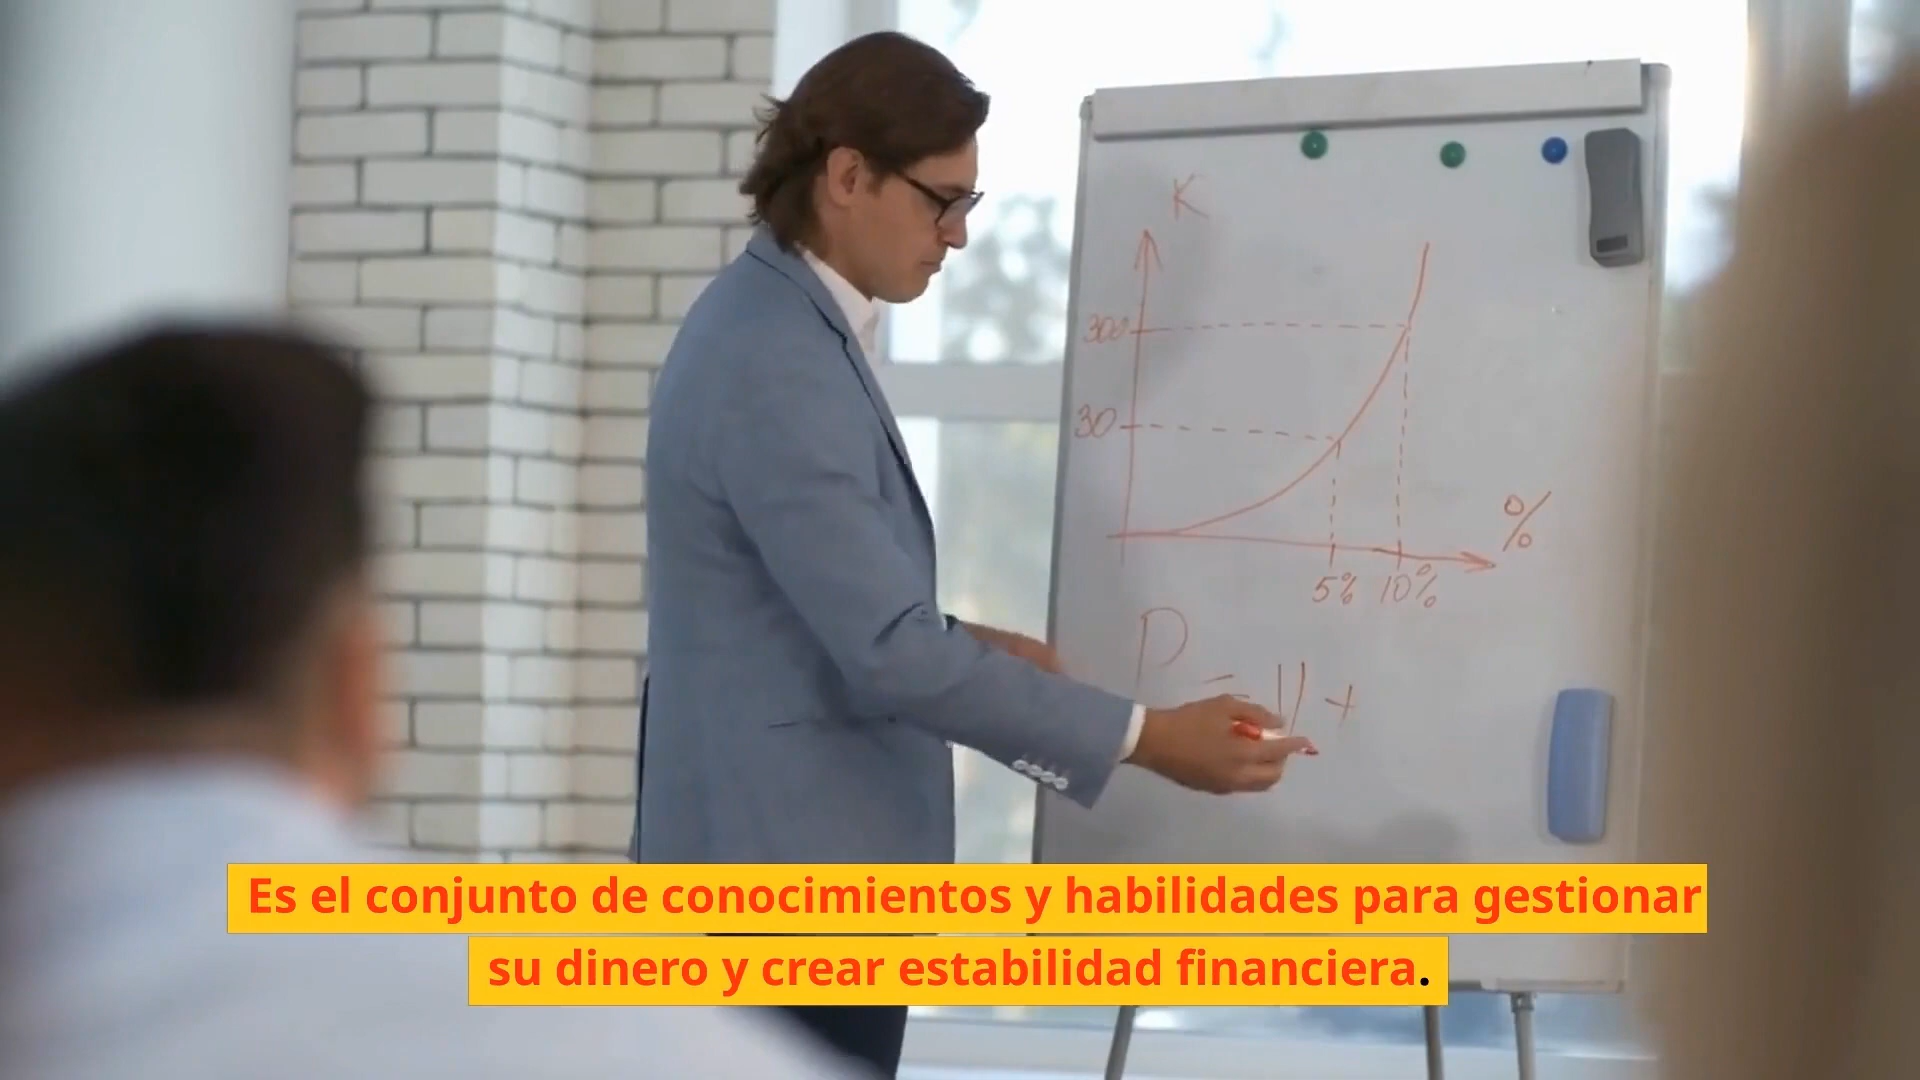 K
300
30
%
5% 10%
Es el conjunto de conocimientos y habilidades para gestionar
su dinero y crear estabilidad financiera.